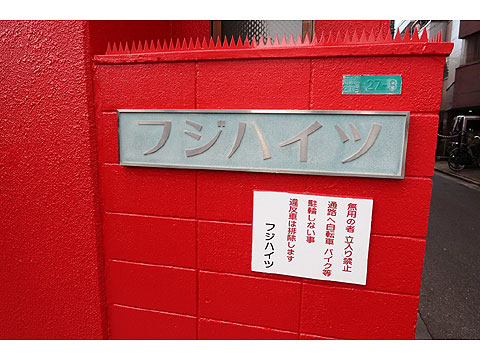 27-8
フジハイツ
無用の者 立入り禁止
通路へ自転車 バイク等
駐輪しない事
違反車は排除します
フジハイツ